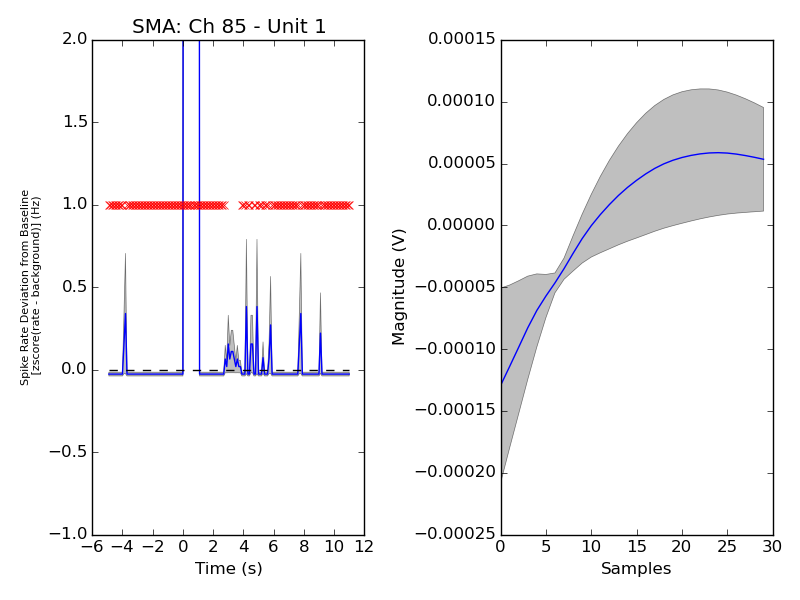 SMA: Ch 85 - Unit 1
Spike Rate Deviation from Baseline
[zscore(rate - background)] (Hz)
2.0
1.5
1.0
0.5
0.0
−0.5
−1.0
−6 −4 −2 0 2 4 6 8 10 12
Time (s)
Magnitude (V)
0.00015
0.00010
0.00005
0.00000
−0.00005
−0.00010
−0.00015
−0.00020
−0.00025
0 5 10 15 20 25 30
Samples